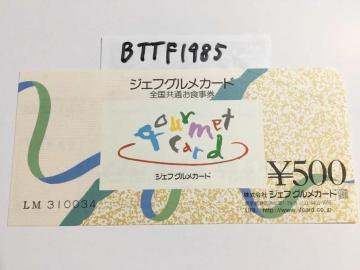 BTTF1985
ジェフグルメカード
全国共通お食事券
gourmet
card
ジェフグルメカード
¥500
株式会社 ジェフグルメカード
LM 310034